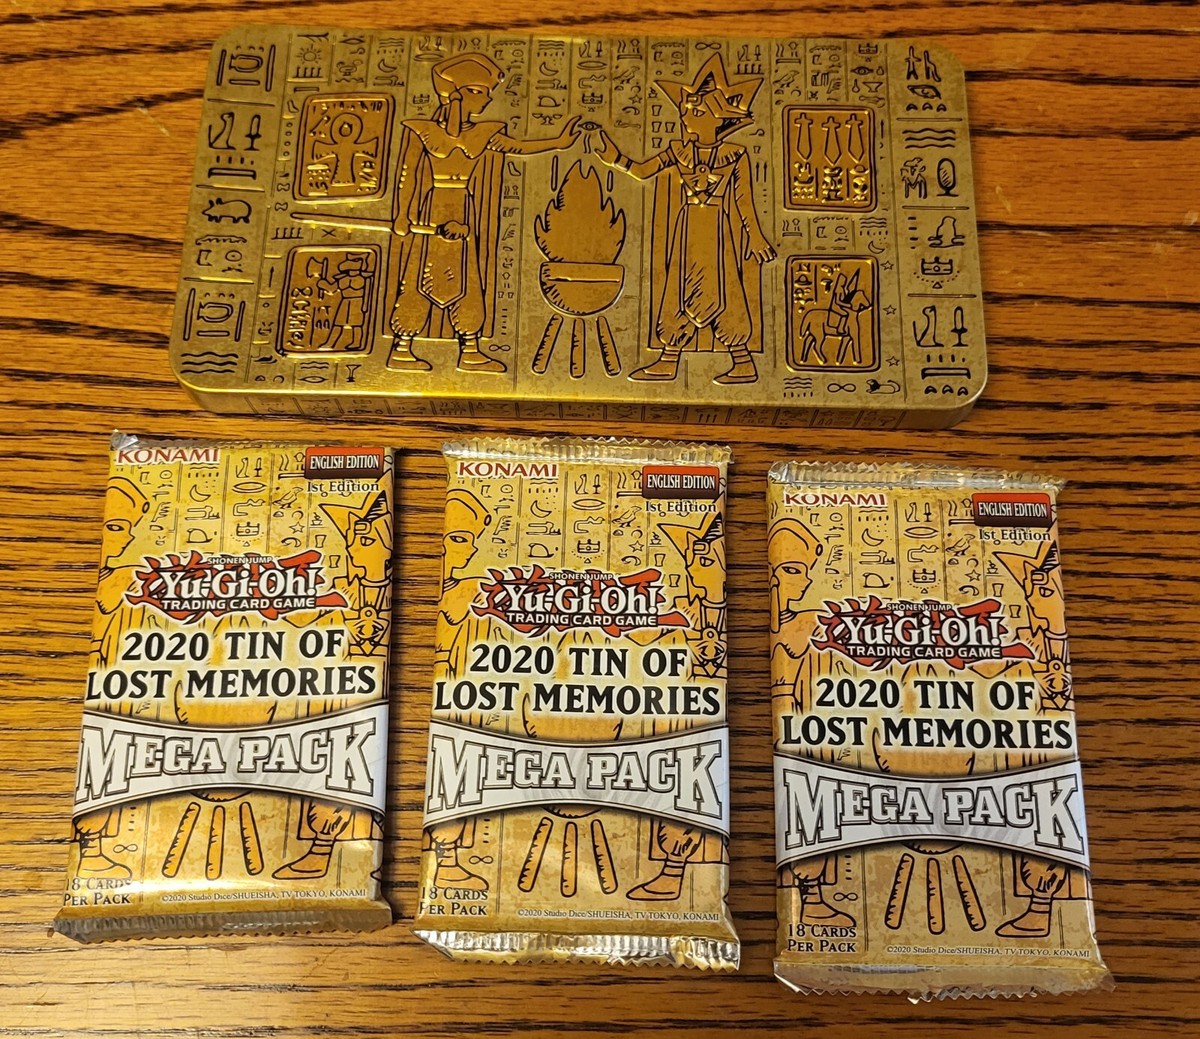 KONAMI
ENGLISH EDITION
1st Edition
SHONEN JUMP
Yu-Gi-Oh!
TRADING CARD GAME
2020 TIN OF
LOST MEMORIES
MEGA PACK
18 CARDS
PER PACK
©2020 Studio Dice/SHUEISHA, TV TOKYO, KONAMI
KONAMI
ENGLISH EDITION
1st Edition
SHONEN JUMP
Yu-Gi-Oh!
TRADING CARD GAME
2020 TIN OF
LOST MEMORIES
MEGA PACK
18 CARDS
PER PACK
©2020 Studio Dice/SHUEISHA, TV TOKYO, KONAMI
KONAMI
ENGLISH EDITION
1st Edition
SHONEN JUMP
Yu-Gi-Oh!
TRADING CARD GAME
2020 TIN OF
LOST MEMORIES
MEGA PACK
18 CARDS
PER PACK
©2020 Studio Dice/SHUEISHA, TV TOKYO, KONAMI